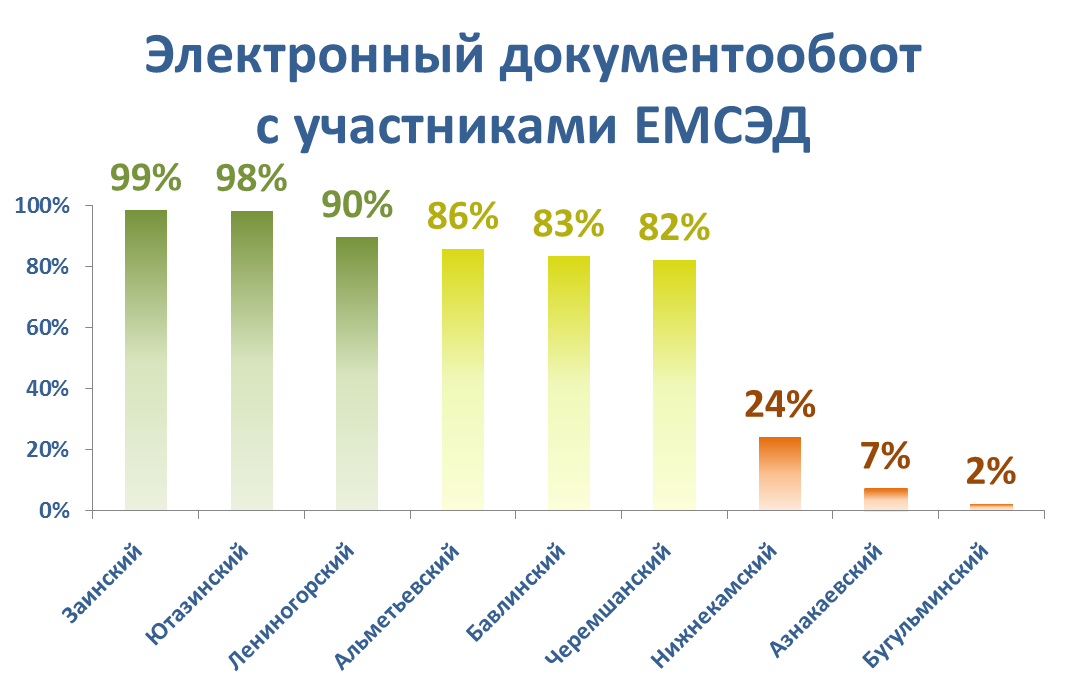 Электронный документообоот
с участниками ЕМСЭД
99%
98%
90%
86%
83%
82%
24%
7%
2%
100%
80%
60%
40%
20%
0%
Заинский
Ютазинский
Лениногорский
Альметьевский
Бавлинский
Черемшанский
Нижнекамский
Азнакаевский
Бугульминский